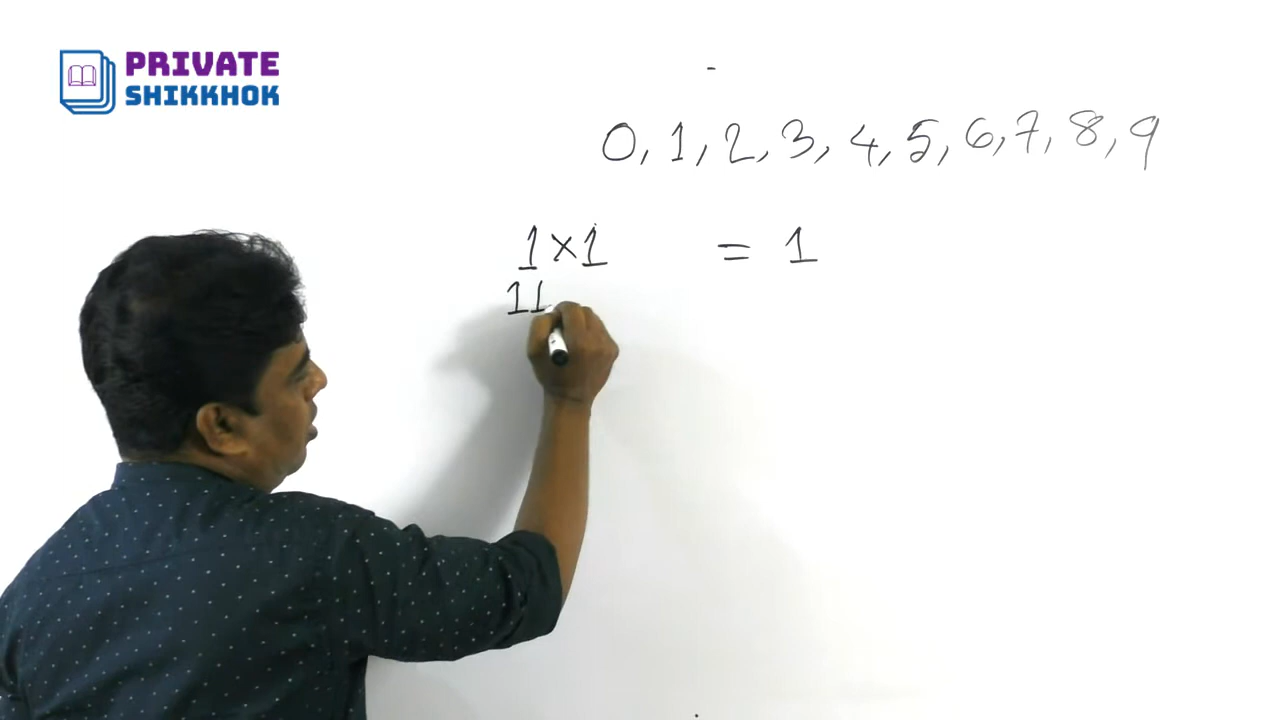 PRIVATE
SHIKKHOK
0, 1, 2, 3, 4, 5, 6, 7, 8, 9
1×1 = 1
11